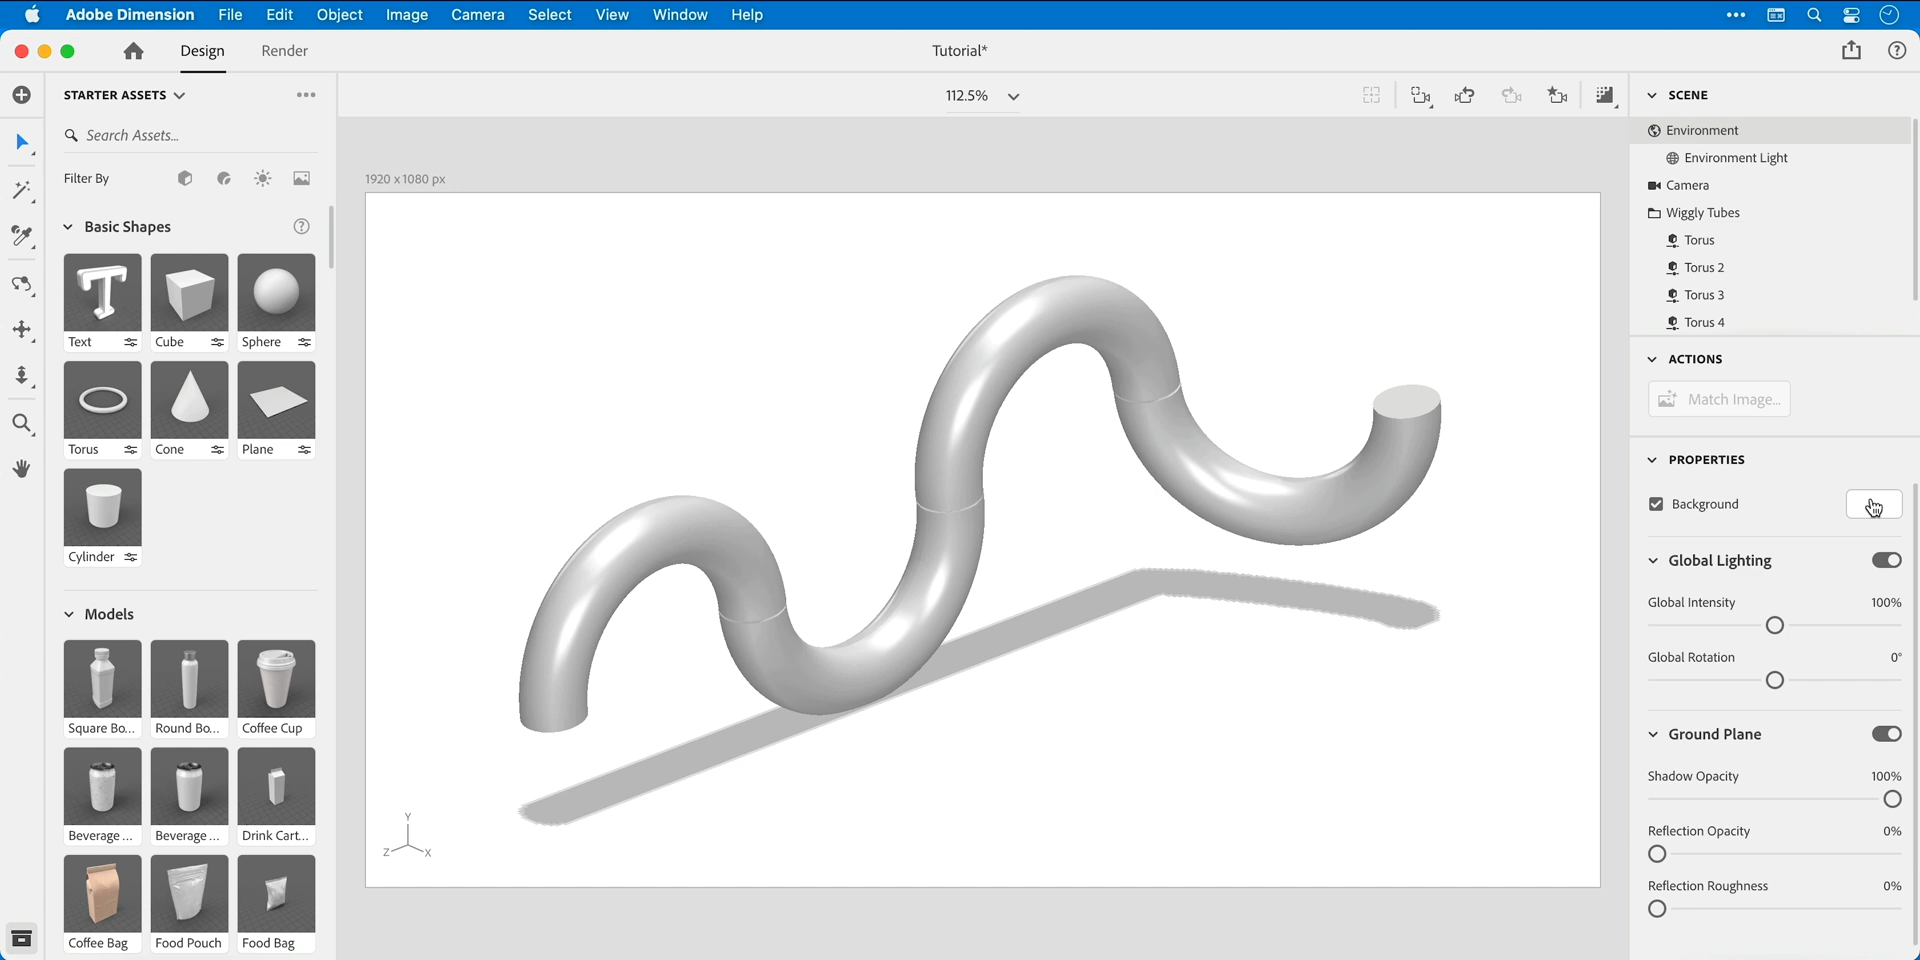 Adobe Dimension File Edit Object Image Camera Select View Window Help
Design Render Tutorial*
STARTER ASSETS
Search Assets...
Filter By
Basic Shapes
Text Cube Sphere
Torus Cone Plane
Cylinder
Models
Square Bo... Round Bo... Coffee Cup
Beverage ... Beverage ... Drink Cart...
Coffee Bag Food Pouch Food Bag
112.5%
1920 x 1080 px
Y
Z X
SCENE
Environment
Environment Light
Camera
Wiggly Tubes
Torus
Torus 2
Torus 3
Torus 4
ACTIONS
Match Image...
PROPERTIES
Background
Global Lighting
Global Intensity 100%
Global Rotation 0°
Ground Plane
Shadow Opacity 100%
Reflection Opacity 0%
Reflection Roughness 0%